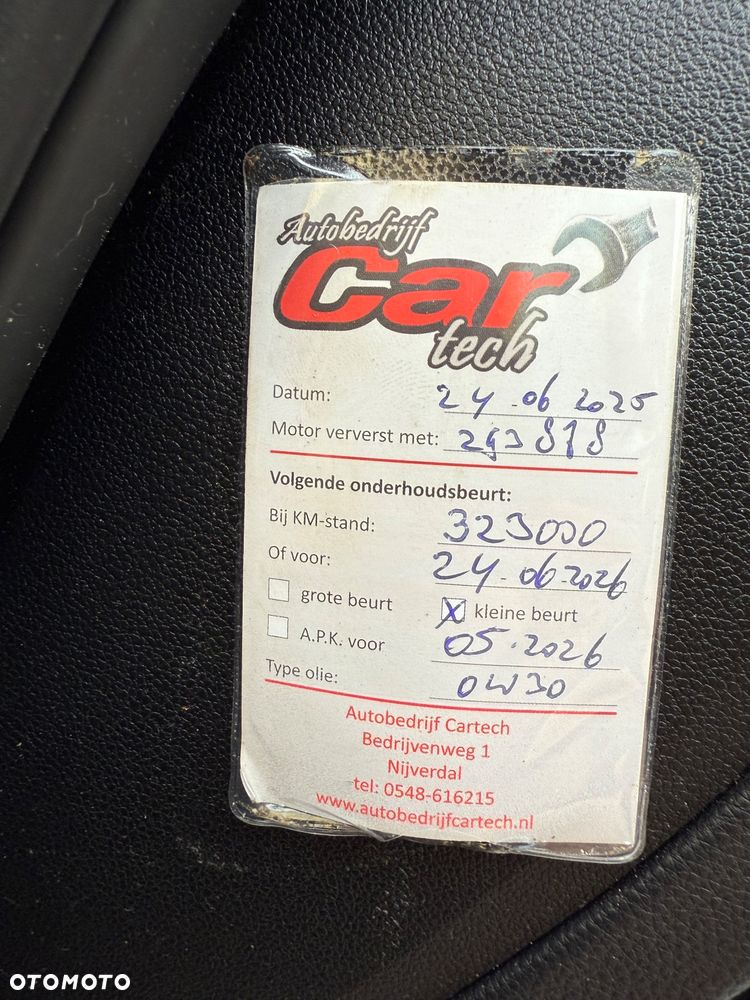 Autobedrijf
Car
tech
Datum: 24-06 2025
Motor ververst met: 293818
Volgende onderhoudsbeurt:
Bij KM-stand: 323000
Of voor: 24-06-2026
grote beurt X kleine beurt
A.P.K. voor 05-2026
Type olie: 0W30
Autobedrijf Cartech
Bedrijvenweg 1
Nijverdal
tel: 0548-616215
www.autobedrijfcartech.nl
OTOMOTO